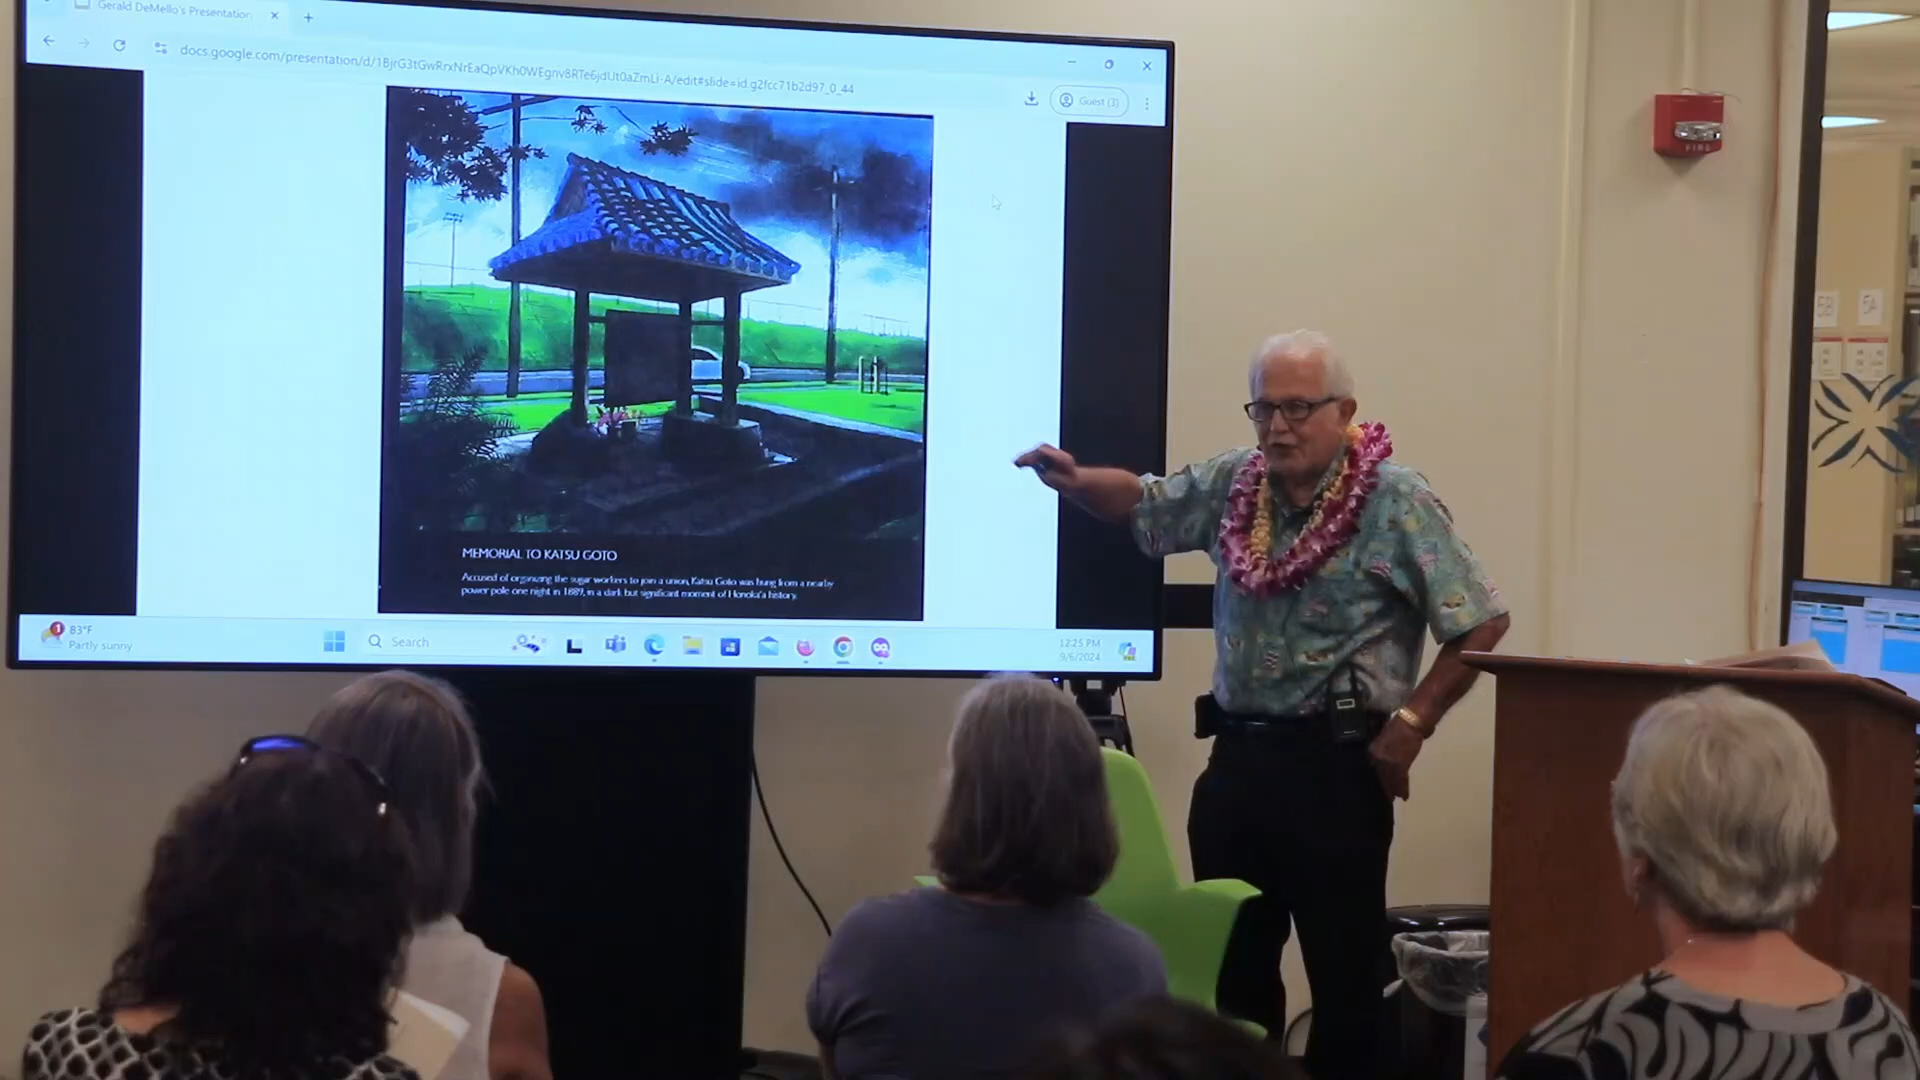 Gerald DeMello's Presentation
docs.google.com/presentation/d/1BjrG3tGwRrxNrEaQpVKh0WEgnv8RTe6jdUt0aZmLi-A/edit#slide=id.g2fcc71b2d97_0_44
Guest (3)
MEMORIAL TO KATSU GOTO
Accused of organizing the sugar workers to join a union, Katsu Goto was hung from a nearby
power pole one night in 1889, in a dark but significant moment of Honoka'a history.
1
83°F
Partly sunny
Search
12:25 PM
9/6/2024
FIRE
5B
5A